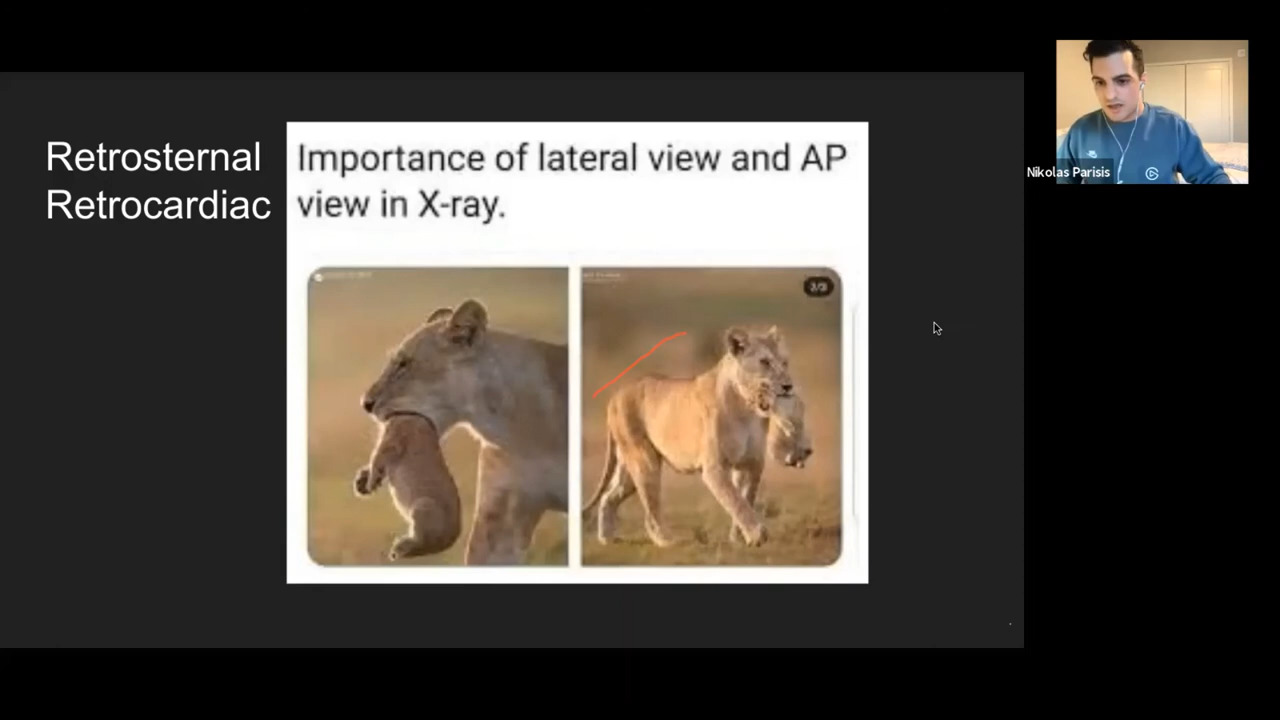 Retrosternal
Retrocardiac
Importance of lateral view and AP
view in X-ray.
3/3
Nikolas Parisis